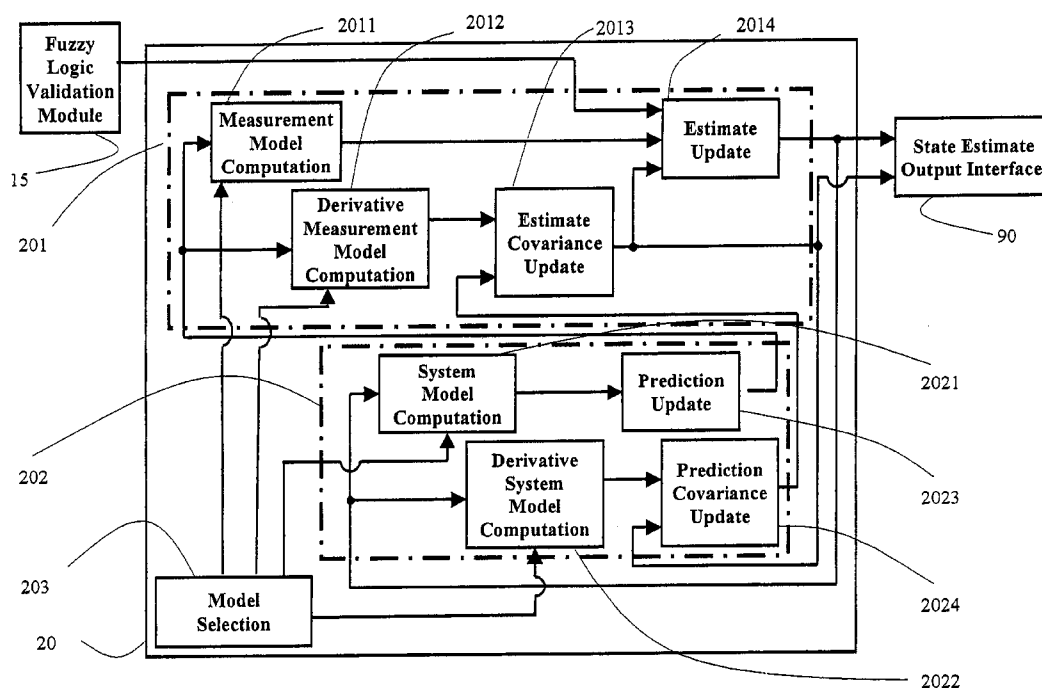 15
Fuzzy
Logic
Validation
Module
2011
2012
2013
2014
Measurement
Model
Computation
Derivative
Measurement
Model
Computation
Estimate
Covariance
Update
Estimate
Update
State Estimate
Output Interface
15
201
90
System
Model
Computation
Prediction
Update
2021
Derivative
System
Model
Computation
Prediction
Covariance
Update
202
2023
203
Model
Selection
20
2024
2022